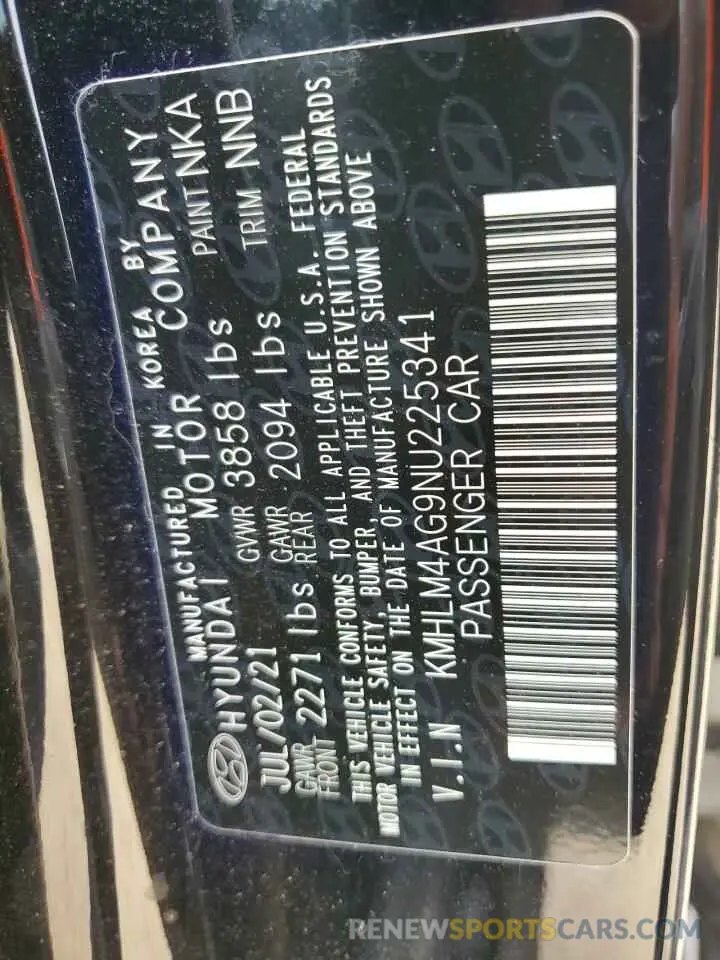 MANUFACTURED IN KOREA BY
HYUNDAI MOTOR COMPANY
JUL/02/21 GVWR 3858 lbs PAINT NKA
GAWR FRONT 2271 lbs GAWR REAR 2094 lbs TRIM NNB
THIS VEHICLE CONFORMS TO ALL APPLICABLE U.S.A. FEDERAL
MOTOR VEHICLE SAFETY, BUMPER, AND THEFT PREVENTION STANDARDS
IN EFFECT ON THE DATE OF MANUFACTURE SHOWN ABOVE
V.I.N KMHLM4AG9NU225341
PASSENGER CAR
RENEWSPORTSCARS.COM